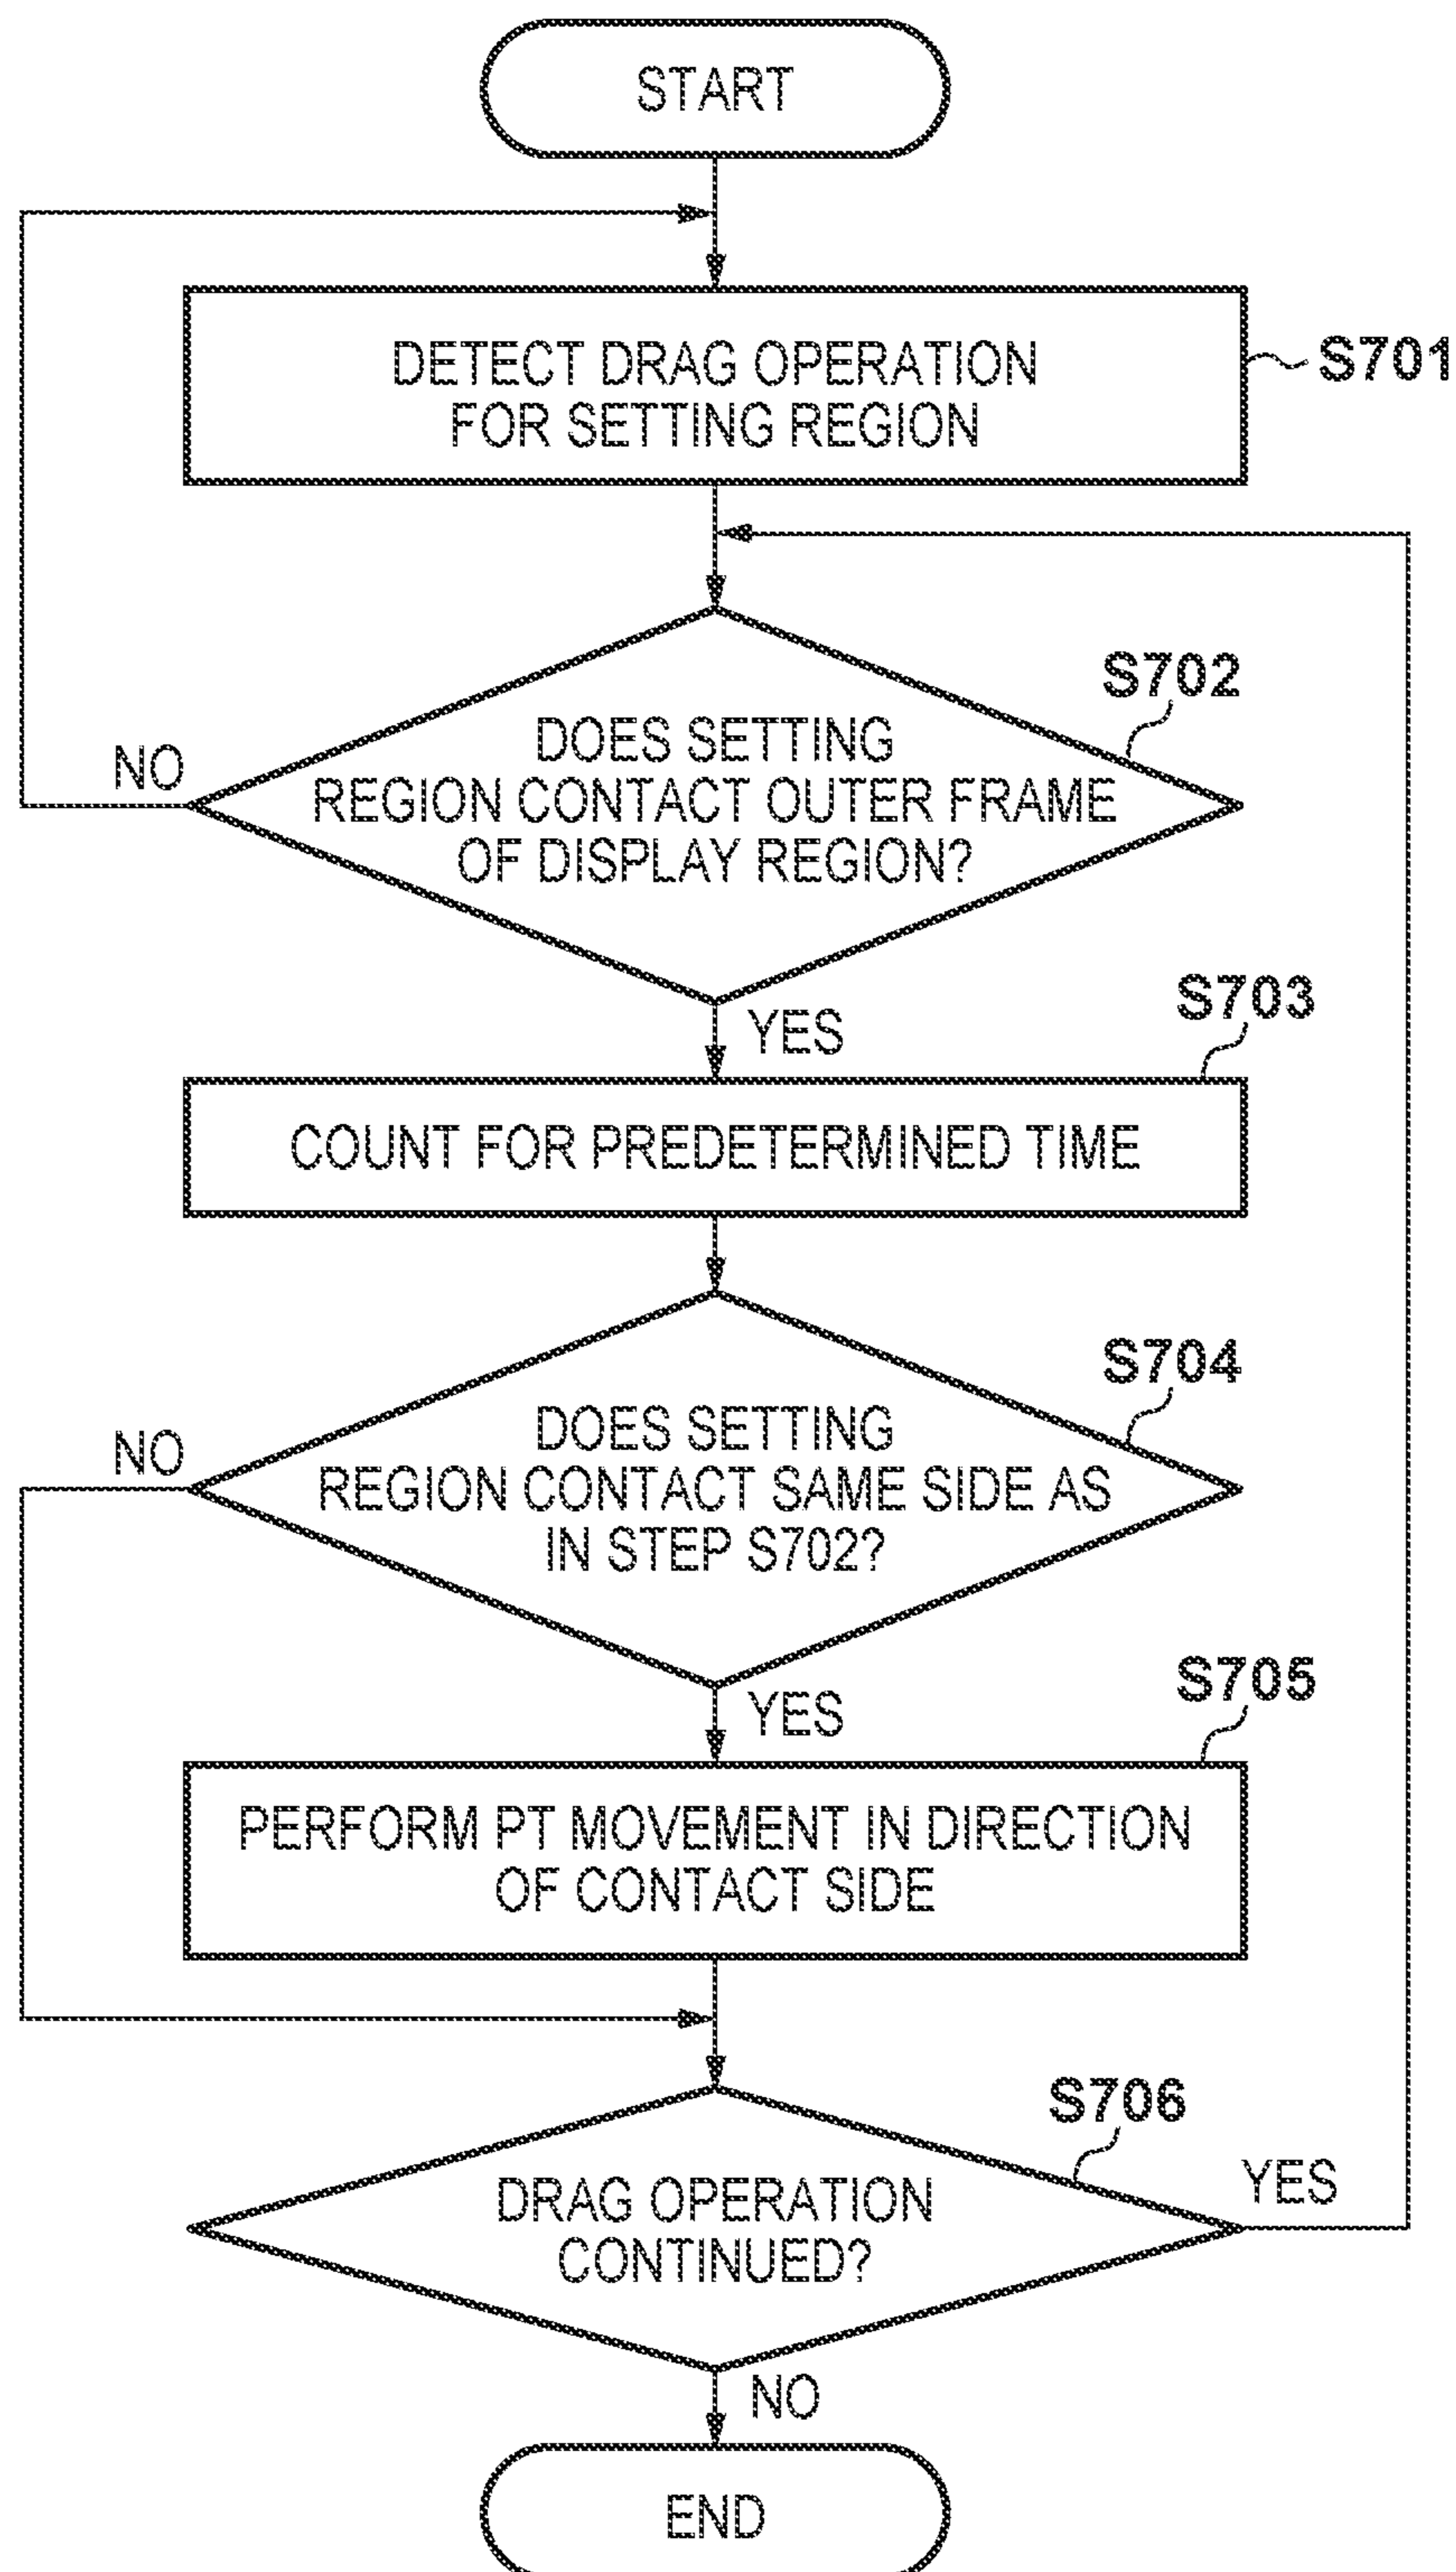 START
DETECT DRAG OPERATION
FOR SETTING REGION
S701
S702
DOES SETTING
REGION CONTACT OUTER FRAME
OF DISPLAY REGION?
NO
YES
S703
COUNT FOR PREDETERMINED TIME
S704
DOES SETTING
REGION CONTACT SAME SIDE AS
IN STEP S702?
NO
YES
S705
PERFORM PT MOVEMENT IN DIRECTION
OF CONTACT SIDE
S706
DRAG OPERATION
CONTINUED?
YES
NO
END